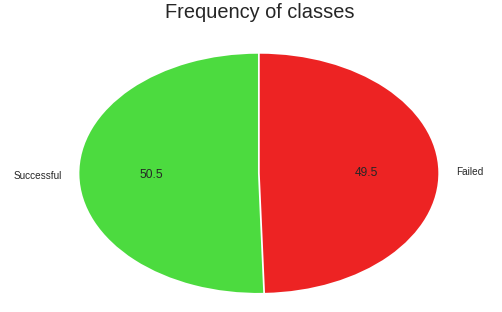 Frequency of classes
Successful
50.5
49.5
Failed